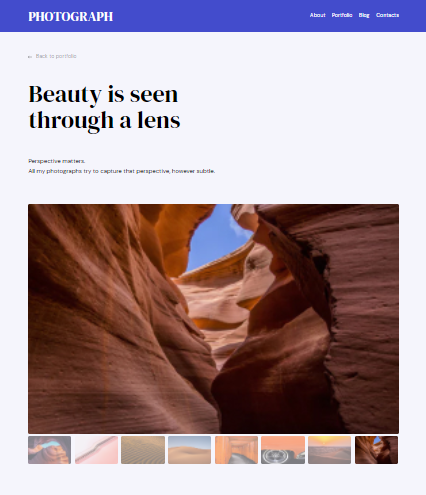 PHOTOGRAPH
About Portfolio Blog Contacts
← Back to portfolio
Beauty is seen
through a lens
Perspective matters.
All my photographs try to capture that perspective, however subtle.